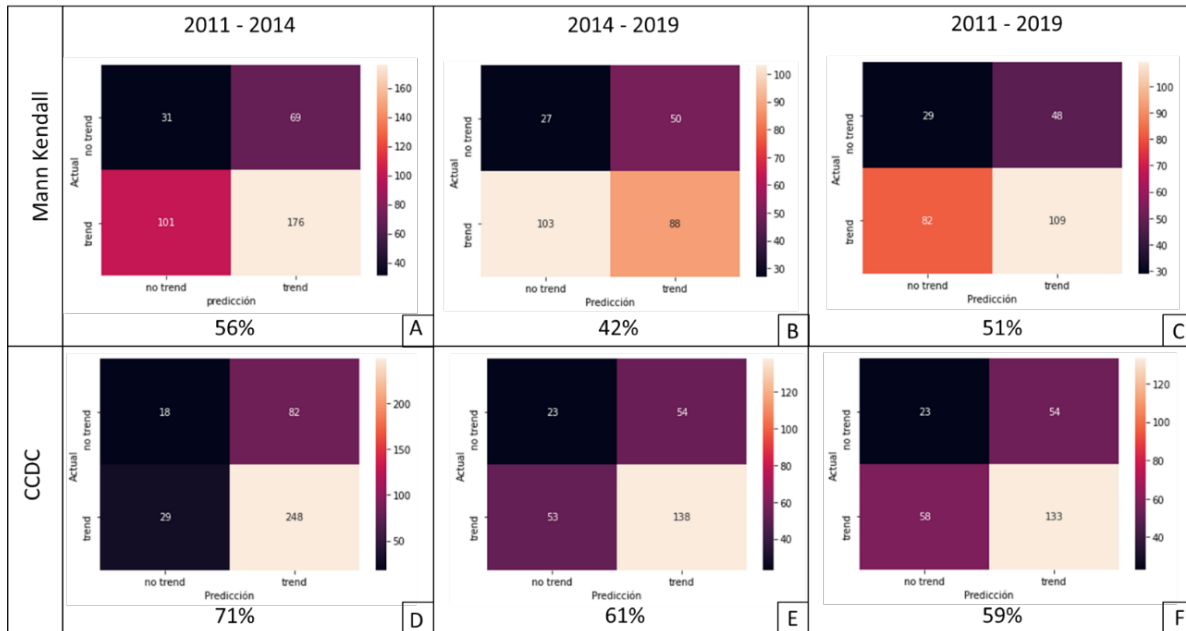 2011 - 2014
2014 - 2019
2011 - 2019
Mann Kendall
Actual
no trend
trend
31
69
101
176
160
140
120
100
80
60
40
no trend
trend
predicción
56%
A
Actual
no trend
trend
27
50
103
88
100
90
80
70
60
50
40
30
no trend
trend
Predicción
42%
B
Actual
no trend
trend
29
48
82
109
100
90
80
70
60
50
40
30
no trend
trend
Predicción
51%
C
CCDC
Actual
no trend
trend
18
82
29
248
200
150
100
50
no trend
trend
Predicción
71%
D
Actual
no trend
trend
23
54
53
138
120
100
80
60
40
no trend
trend
Predicción
61%
E
Actual
no trend
trend
23
54
58
133
120
100
80
60
40
no trend
trend
Predicción
59%
F